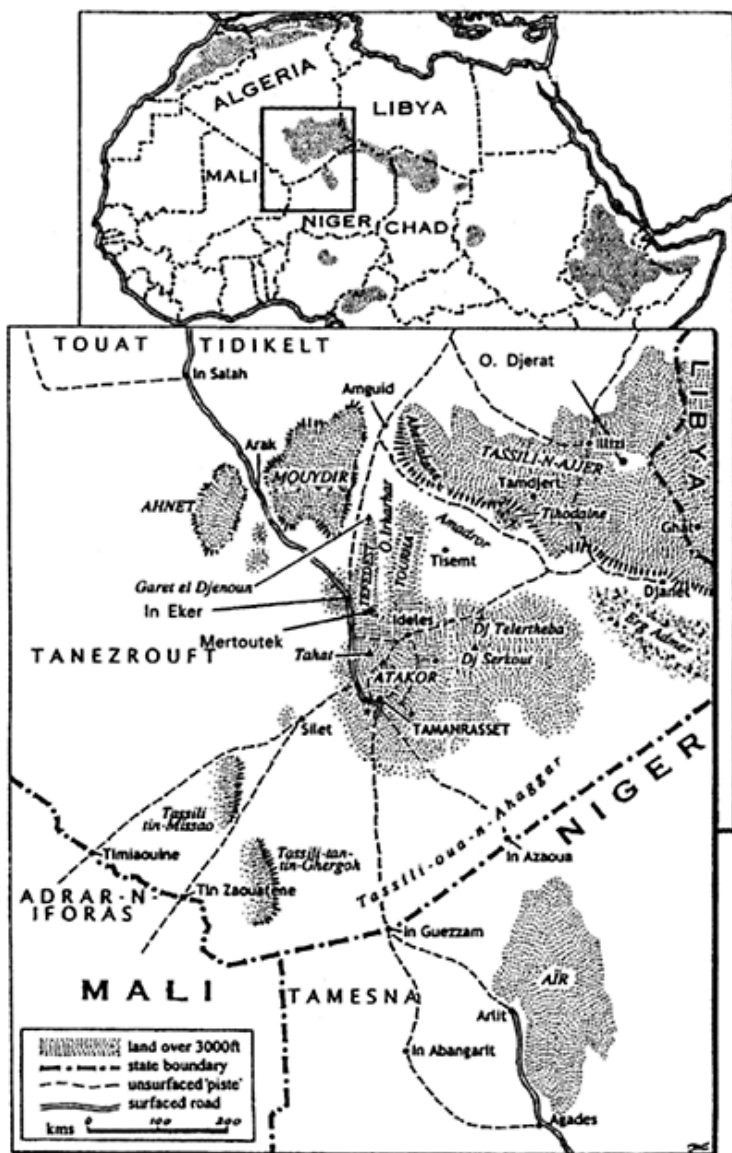 ALGERIA
LIBYA
MALI
NIGER
CHAD
TOUAT
TIDIKELT
In Salah
O. Djerat
LIBYA
Amguid
Illizi
Arak
MOUYDIR
TASSILI-N-AJJER
Tamdjert
AHNET
Tihodaine
O. Irharhar
Amadror
Ghat
TEFEDEST
TOURHA
Tisemt
Garet el Djenoun
Djanet
In Eker
Ideles
Erg Admer
Mertoutek
Dj Telertheba
TANEZROUFT
Tahat
Dj Serkout
ATAKOR
TAMANRASSET
Silet
NIGER
Tassili
tin-Missao
Tassili-oua-n-Ahaggar
Timiaouine
Tassili-tan-
tin-Ghergoh
In Azaoua
ADRAR-N
IFORAS
Tin Zaouatene
In Guezzam
MALI
TAMESNA
AÏR
Arlit
In Abangarit
Agades
land over 3000ft
state boundary
unsurfaced 'piste'
surfaced road
kms 0 100 200